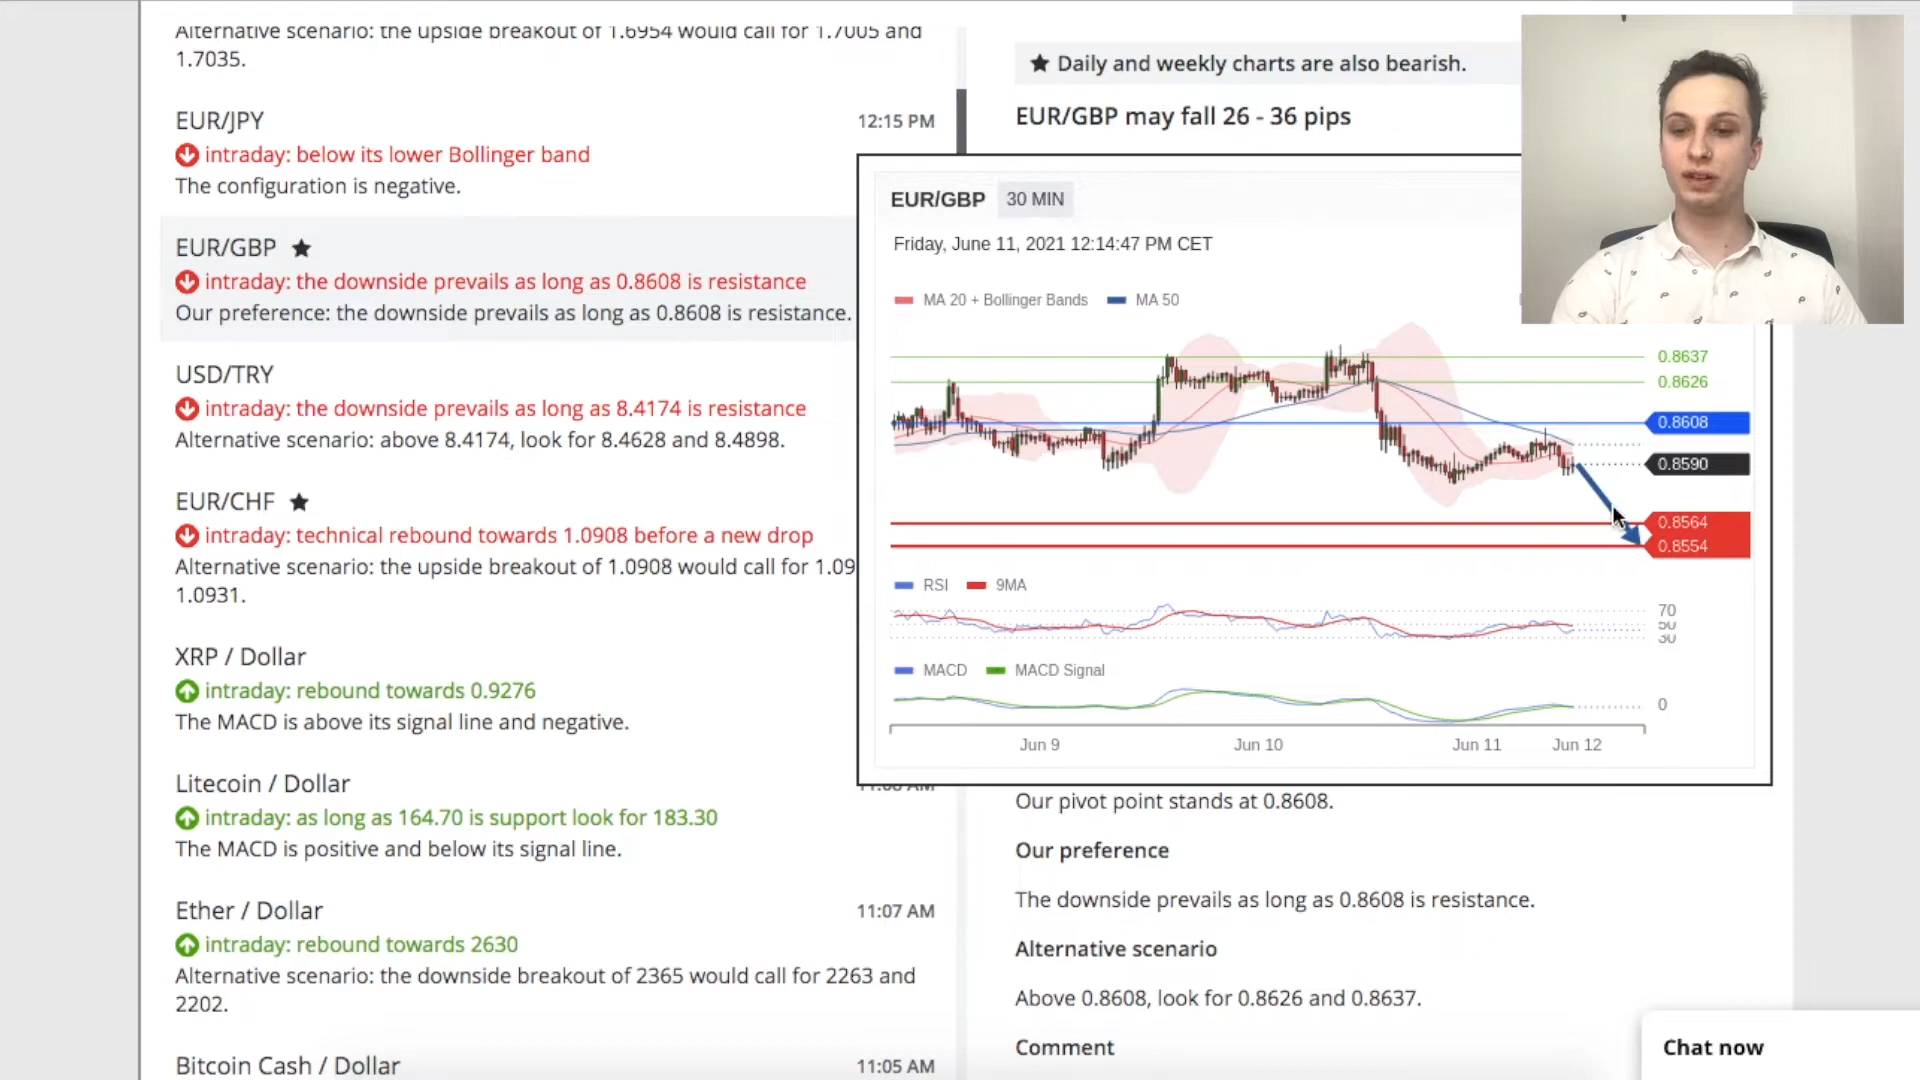 Alternative scenario: the upside breakout of 1.6954 would call for 1.7005 and
1.7035.
EUR/JPY
12:15 PM
intraday: below its lower Bollinger band
The configuration is negative.
EUR/GBP
intraday: the downside prevails as long as 0.8608 is resistance
Our preference: the downside prevails as long as 0.8608 is resistance.
USD/TRY
intraday: the downside prevails as long as 8.4174 is resistance
Alternative scenario: above 8.4174, look for 8.4628 and 8.4898.
EUR/CHF
intraday: technical rebound towards 1.0908 before a new drop
Alternative scenario: the upside breakout of 1.0908 would call for 1.09
1.0931.
XRP / Dollar
intraday: rebound towards 0.9276
The MACD is above its signal line and negative.
Litecoin / Dollar
intraday: as long as 164.70 is support look for 183.30
The MACD is positive and below its signal line.
Ether / Dollar
11:07 AM
intraday: rebound towards 2630
Alternative scenario: the downside breakout of 2365 would call for 2263 and
2202.
Bitcoin Cash / Dollar
11:05 AM
Daily and weekly charts are also bearish.
EUR/GBP may fall 26 - 36 pips
EUR/GBP 30 MIN
Friday, June 11, 2021 12:14:47 PM CET
MA 20 + Bollinger Bands MA 50
0.8637
0.8626
0.8608
0.8590
0.8564
0.8554
RSI 9MA
70
50
30
MACD MACD Signal
0
Jun 9 Jun 10 Jun 11 Jun 12
Our pivot point stands at 0.8608.
Our preference
The downside prevails as long as 0.8608 is resistance.
Alternative scenario
Above 0.8608, look for 0.8626 and 0.8637.
Comment
Chat now